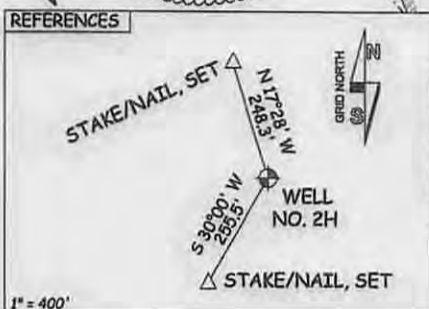 REFERENCES
STAKE/NAIL, SET
N 17°28' W
248.3'
GRID NORTH
N
S
WELL
NO. 2H
S 30°00' W
255.5'
STAKE/NAIL, SET
1" = 400'